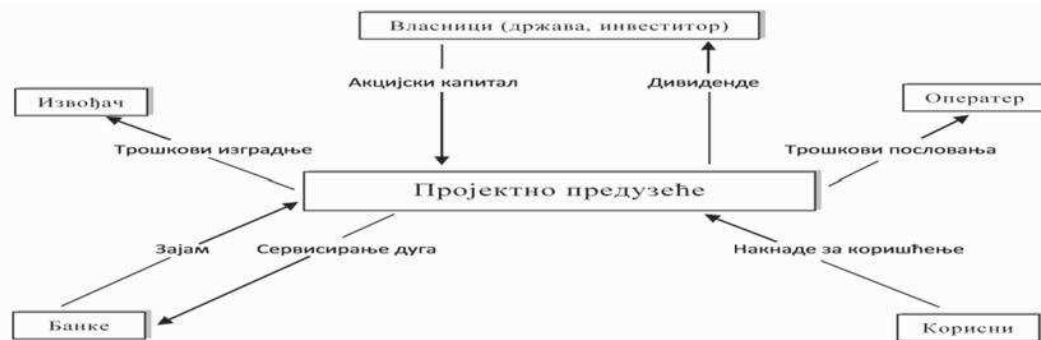 Власници (држава, инвеститор)
Акцијски капитал
Дивиденде
Извођач
Оператер
Трошкови изградње
Трошкови пословања
Пројектно предузеће
Зајам
Сервисирање дуга
Накнаде за коришћење
Банке
Корисни